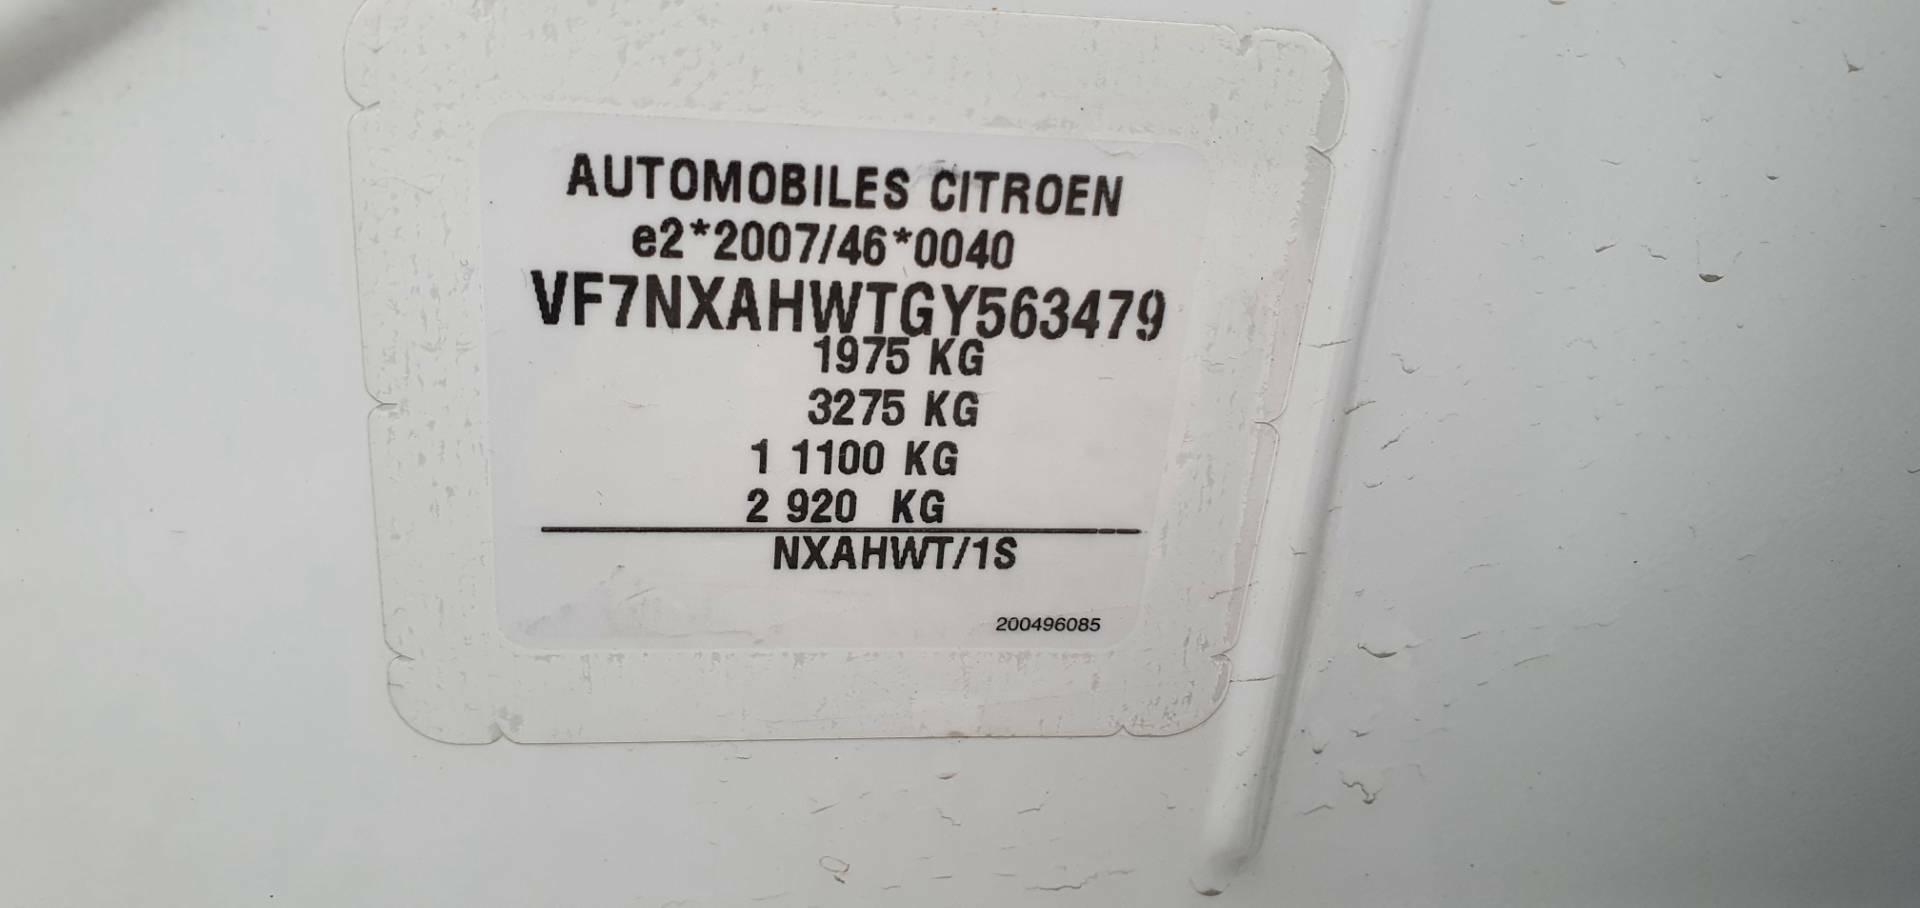 AUTOMOBILES CITROEN
e2*2007/46*0040
VF7NXAHWTGY563479
1975 KG
3275 KG
1 1100 KG
2 920 KG
NXAHWT/1S
200496085